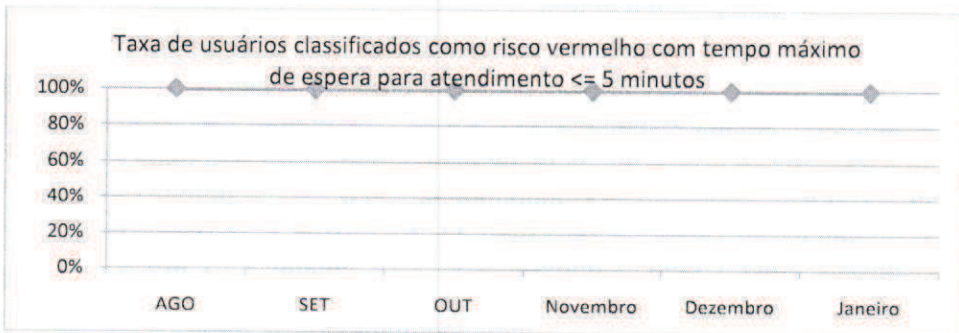 Taxa de usuários classificados como risco vermelho com tempo máximo
de espera para atendimento <= 5 minutos
100%
80%
60%
40%
20%
0%
AGO SET OUT Novembro Dezembro Janeiro